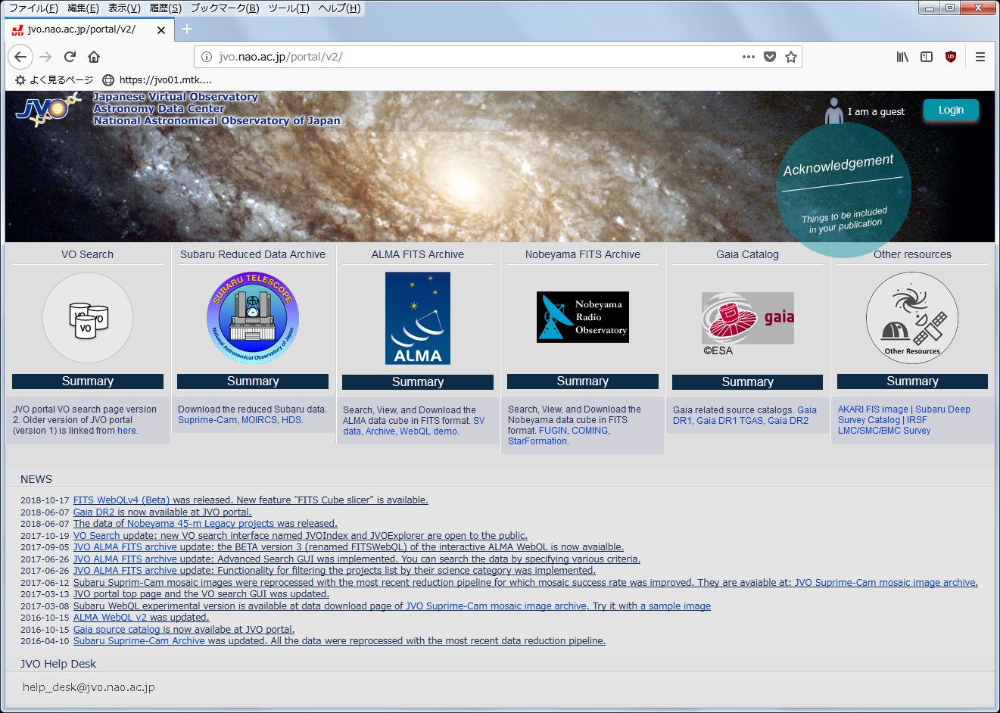 ファイル(F) 編集(E) 表示(V) 履歴(S) ブックマーク(B) ツール(T) ヘルプ(H)
jvo.nao.ac.jp/portal/v2/
jvo.nao.ac.jp/portal/v2/
よく見るページ https://jvo01.mtk....
JVO
Japanese Virtual Observatory
Astronomy Data Center
National Astronomical Observatory of Japan
I am a guest
Login
Acknowledgement
Things to be included
in your publication
VO Search
VO VO VO
Summary
JVO portal VO search page version
2. Older version of JVO portal
(version 1) is linked from here.
Subaru Reduced Data Archive
SUBARU TELESCOPE
National Astronomical Observatory of Japan
Summary
Download the reduced Subaru data.
Suprime-Cam, MOIRCS, HDS.
ALMA FITS Archive
ALMA
Summary
Search, View, and Download the
ALMA data cube in FITS format. SV
data, Archive, WebQL demo.
Nobeyama FITS Archive
Nobeyama
Radio
Observatory
Summary
Search, View, and Download the
Nobeyama data cube in FITS
format. FUGIN, COMING,
StarFormation.
Gaia Catalog
gaia
©ESA
Summary
Gaia related source catalogs. Gaia
DR1, Gaia DR1 TGAS, Gaia DR2
Other resources
Other Resources
Summary
AKARI FIS image | Subaru Deep
Survey Catalog | IRSF
LMC/SMC/BMC Survey
NEWS
2018-10-17 FITS WebQLv4 (Beta) was released. New feature "FITS Cube slicer" is available.
2018-06-07 Gaia DR2 is now available at JVO portal.
2018-06-07 The data of Nobeyama 45-m Legacy projects was released.
2017-10-19 VO Search update: new VO search interface named JVOIndex and JVOExplorer are open to the public.
2017-09-05 JVO ALMA FITS archive update: the BETA version 3 (renamed FITSWebQL) of the interactive ALMA WebQL is now avaialble.
2017-06-26 JVO ALMA FITS archive update: Advanced Search GUI was implemented. You can search the data by specifying various criteria.
2017-06-26 JVO ALMA FITS archive update: Functionality for filtering the projects list by their science category was implemented.
2017-06-12 Subaru Suprim-Cam mosaic images were reprocessed with the most recent reduction pipeline for which mosaic success rate was improved. They are avaiable at: JVO Suprime-Cam mosaic image archive.
2017-03-13 JVO portal top page and the VO search GUI was updated.
2017-03-08 Subaru WebQL experimental version is available at data download page of JVO Suprime-Cam mosaic image archive. Try it with a sample image
2016-10-15 ALMA WebQL v2 was updated.
2016-10-15 Gaia source catalog is now availabe at JVO portal.
2016-04-10 Subaru Suprime-Cam Archive was updated. All the data were reprocessed with the most recent data reduction pipeline.
JVO Help Desk
help_desk@jvo.nao.ac.jp